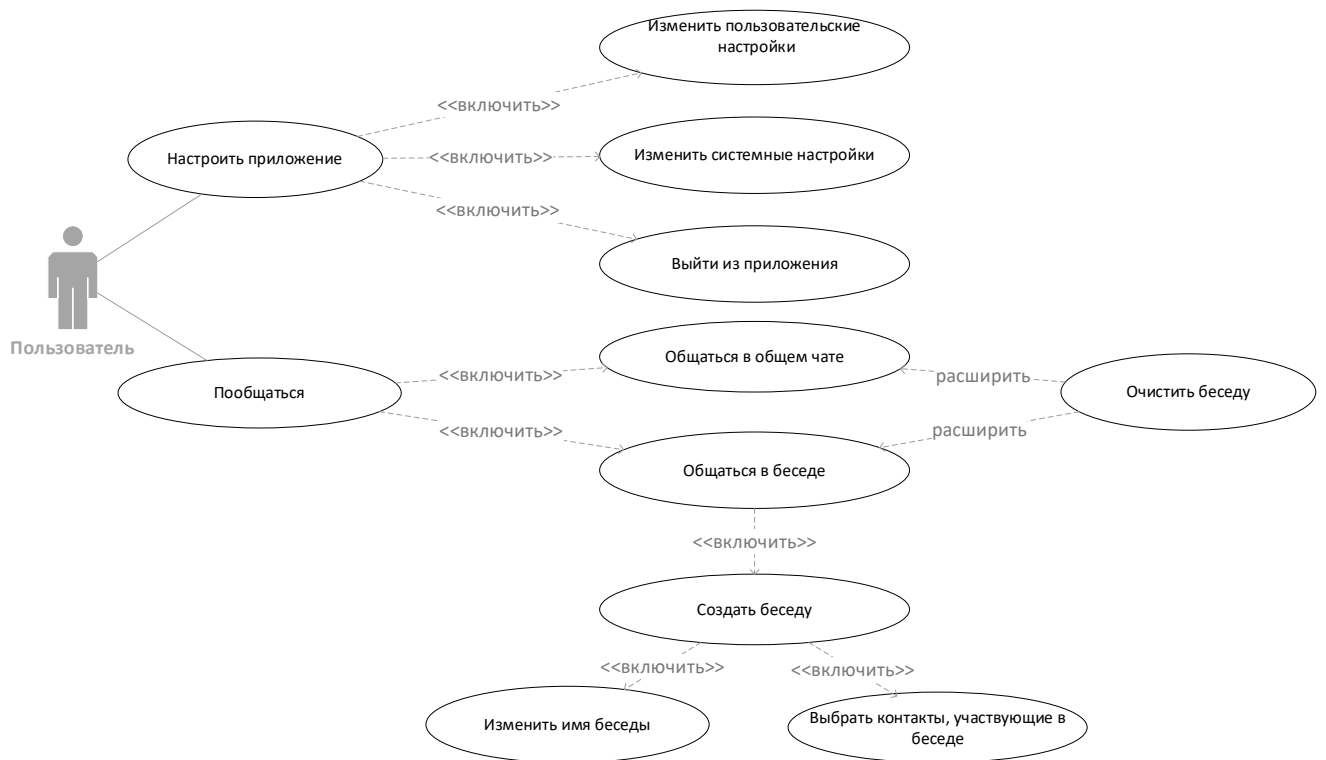 Изменить пользовательские
настройки
<<включить>>
Настроить приложение
<<включить>>
Изменить системные настройки
<<включить>>
Выйти из приложения
Пользователь
Общаться в общем чате
<<включить>>
расширить
Пообщаться
Очистить беседу
<<включить>>
расширить
Общаться в беседе
<<включить>>
Создать беседу
<<включить>>
<<включить>>
Изменить имя беседы
Выбрать контакты, участвующие в
беседе